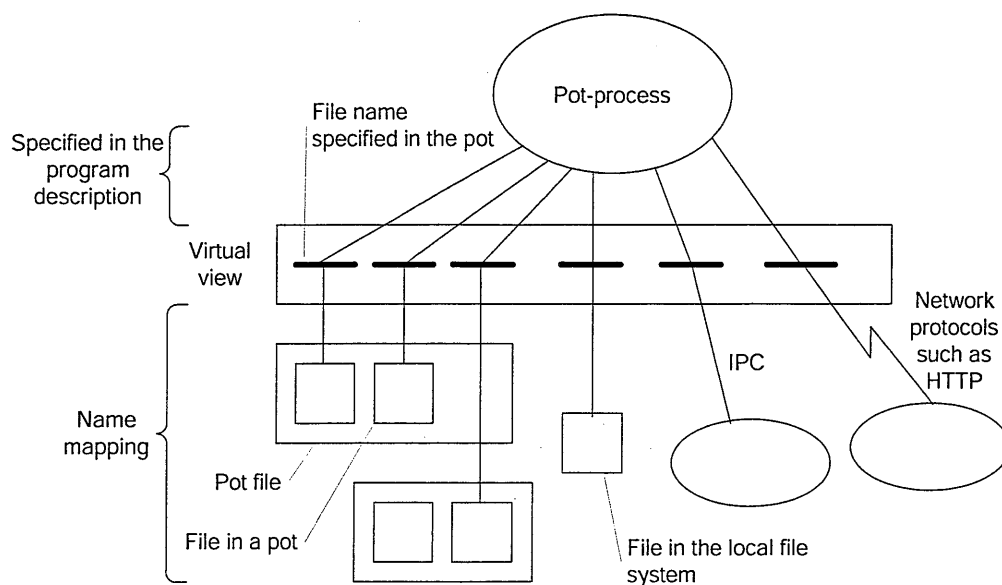 Pot-process
File name
specified in the pot
Specified in the
program
description
Virtual
view
Network
protocols
such as
HTTP
IPC
Name
mapping
Pot file
File in a pot
File in the local file
system